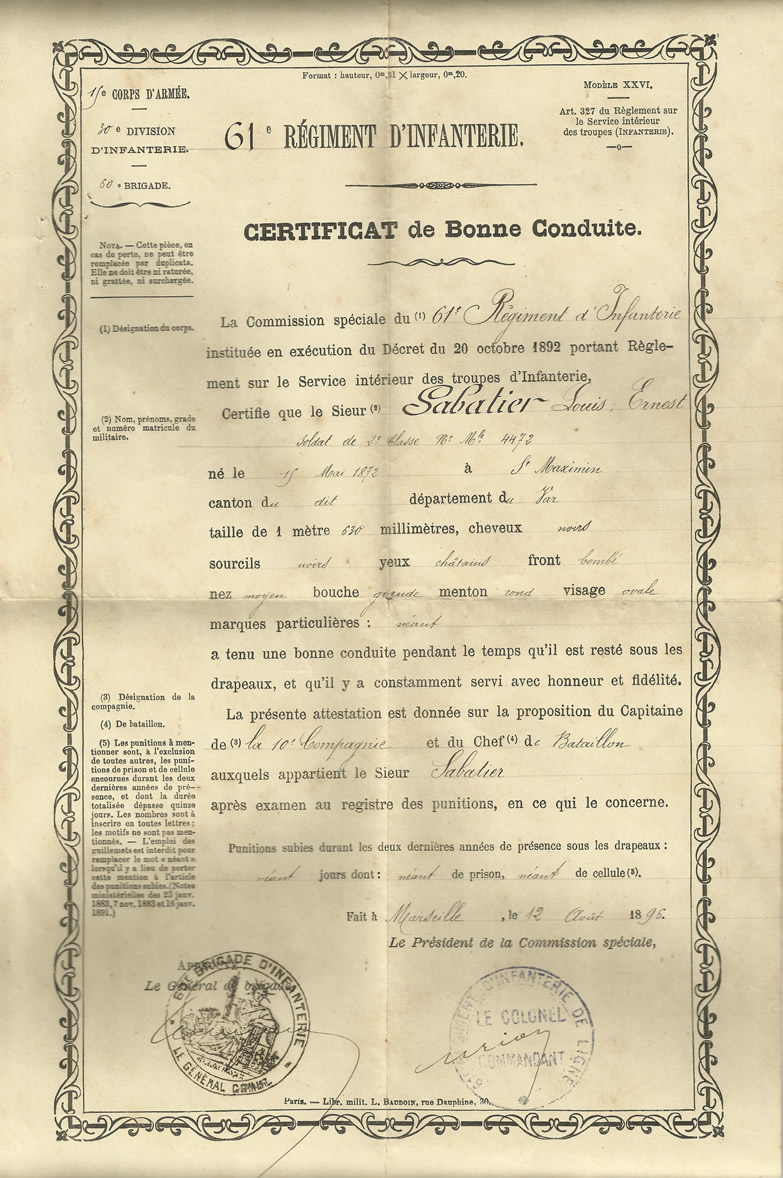 Format : hauteur, 0m,31 × largeur, 0m,20.
15e CORPS D'ARMÉE.
30e DIVISION
D'INFANTERIE.
60e BRIGADE.
61e RÉGIMENT D'INFANTERIE.
MODÈLE XXVI.
Art. 327 du Règlement sur
le Service intérieur
des troupes (INFANTERIE).
CERTIFICAT de Bonne Conduite.
NOTA. — Cette pièce, en
cas de perte, ne peut être
remplacée par duplicata.
Elle ne doit être ni raturée,
ni grattée, ni surchargée.
(1) Désignation du corps.
(2) Nom, prénoms, grade
et numéro matricule du
militaire.
La Commission spéciale du (1) 61e Régiment d'Infanterie
instituée en exécution du Décret du 20 octobre 1892 portant Règle-
ment sur le Service intérieur des troupes d'Infanterie,
Certifie que le Sieur (2) Sabatier Louis, Ernest
Soldat de 2e Classe No Mle 4472
né le 15 Mai 1872 à St Maximin
canton du dit département du Var
taille de 1 mètre 630 millimètres, cheveux noirs
sourcils noirs yeux châtains front bombé
nez moyen bouche grande menton rond visage ovale
marques particulières : néant
a tenu une bonne conduite pendant le temps qu'il est resté sous les
drapeaux, et qu'il y a constamment servi avec honneur et fidélité.
La présente attestation est donnée sur la proposition du Capitaine
de (3) la 10e Compagnie et du Chef (4) de Bataillon
auxquels appartient le Sieur Sabatier
après examen au registre des punitions, en ce qui le concerne.
Punitions subies durant les deux dernières années de présence sous les drapeaux :
néant jours dont : néant de prison, néant de cellule (5).
(3) Désignation de la
compagnie.
(4) De bataillon.
(5) Les punitions à men-
tionner sont, à l'exclusion
de toutes autres, les puni-
tions de prison et de cellule
encourues durant les deux
dernières années de pré-
sence, et dont la durée
totalisée dépasse quinze
jours. Les nombres sont à
inscrire en toutes lettres ;
les motifs ne sont pas men-
tionnés. — L'emploi des
guillemets est interdit pour
remplacer le mot « néant »
lorsqu'il y a lieu de porter
cette mention à l'article
des punitions subies. (Notes
ministérielles des 23 janv.
1883, 7 nov. 1883 et 16 janv.
1891.)
Fait à Marseille, le 12 Août 1896.
Le Président de la Commission spéciale,
Le Général de brigade
BRIGADE D'INFANTERIE
LE GÉNÉRAL
D'INFANTERIE DE LIGNE
LE COLONEL
COMMANDANT
Paris. — Libr. milit. L. BAUDOIN, rue Dauphine, 30.